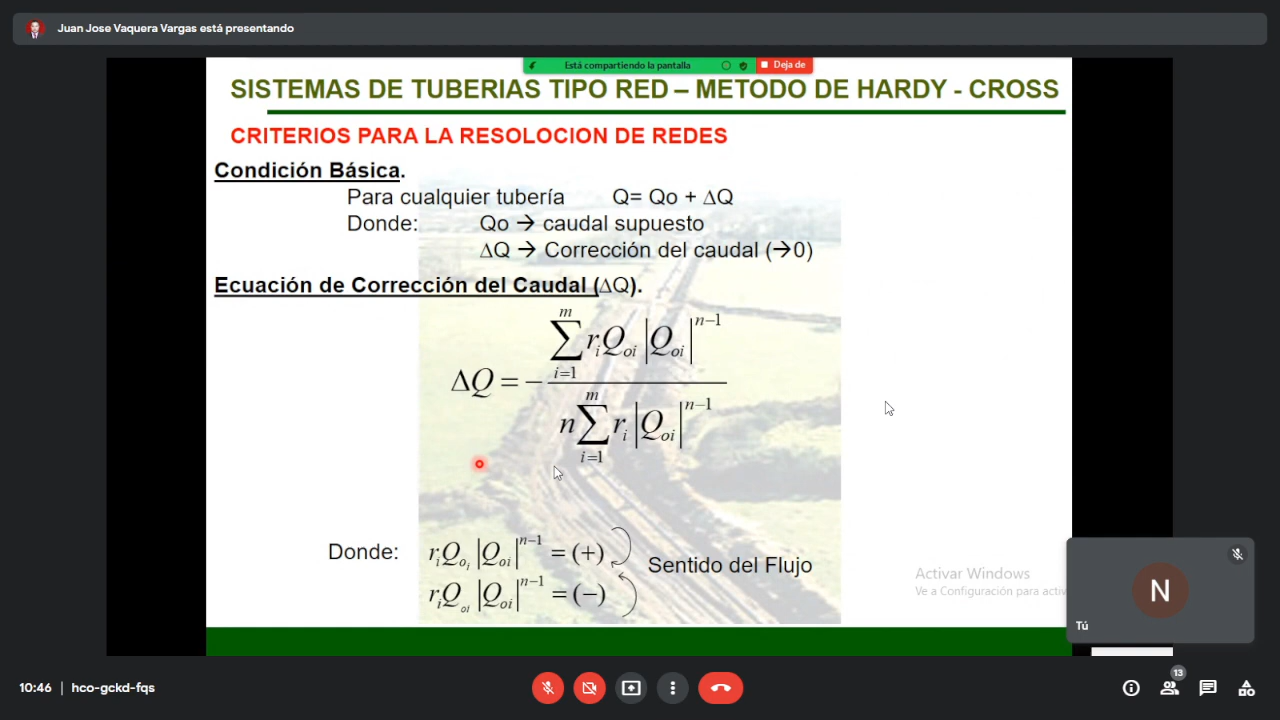 Juan Jose Vaquera Vargas está presentando
Está compartiendo la pantalla
Deja de
SISTEMAS DE TUBERIAS TIPO RED – METODO DE HARDY - CROSS
CRITERIOS PARA LA RESOLOCION DE REDES
Condición Básica.
Para cualquier tubería Q= Qo + ΔQ
Donde: Qo → caudal supuesto
ΔQ → Corrección del caudal (→0)
Ecuación de Corrección del Caudal (ΔQ).
ΔQ = − \frac{\sum_{i=1}^{m} r_i Q_{oi} |Q_{oi}|^{n-1}}{n \sum_{i=1}^{m} r_i |Q_{oi}|^{n-1}}
Donde: r_i Q_{o_i} |Q_{oi}|^{n-1} = (+)
Sentido del Flujo
r_i Q_{oi} |Q_{oi}|^{n-1} = (−)
Activar Windows
Ve a Configuración para activ
N
Tú
10:46 | hco-gckd-fqs
13